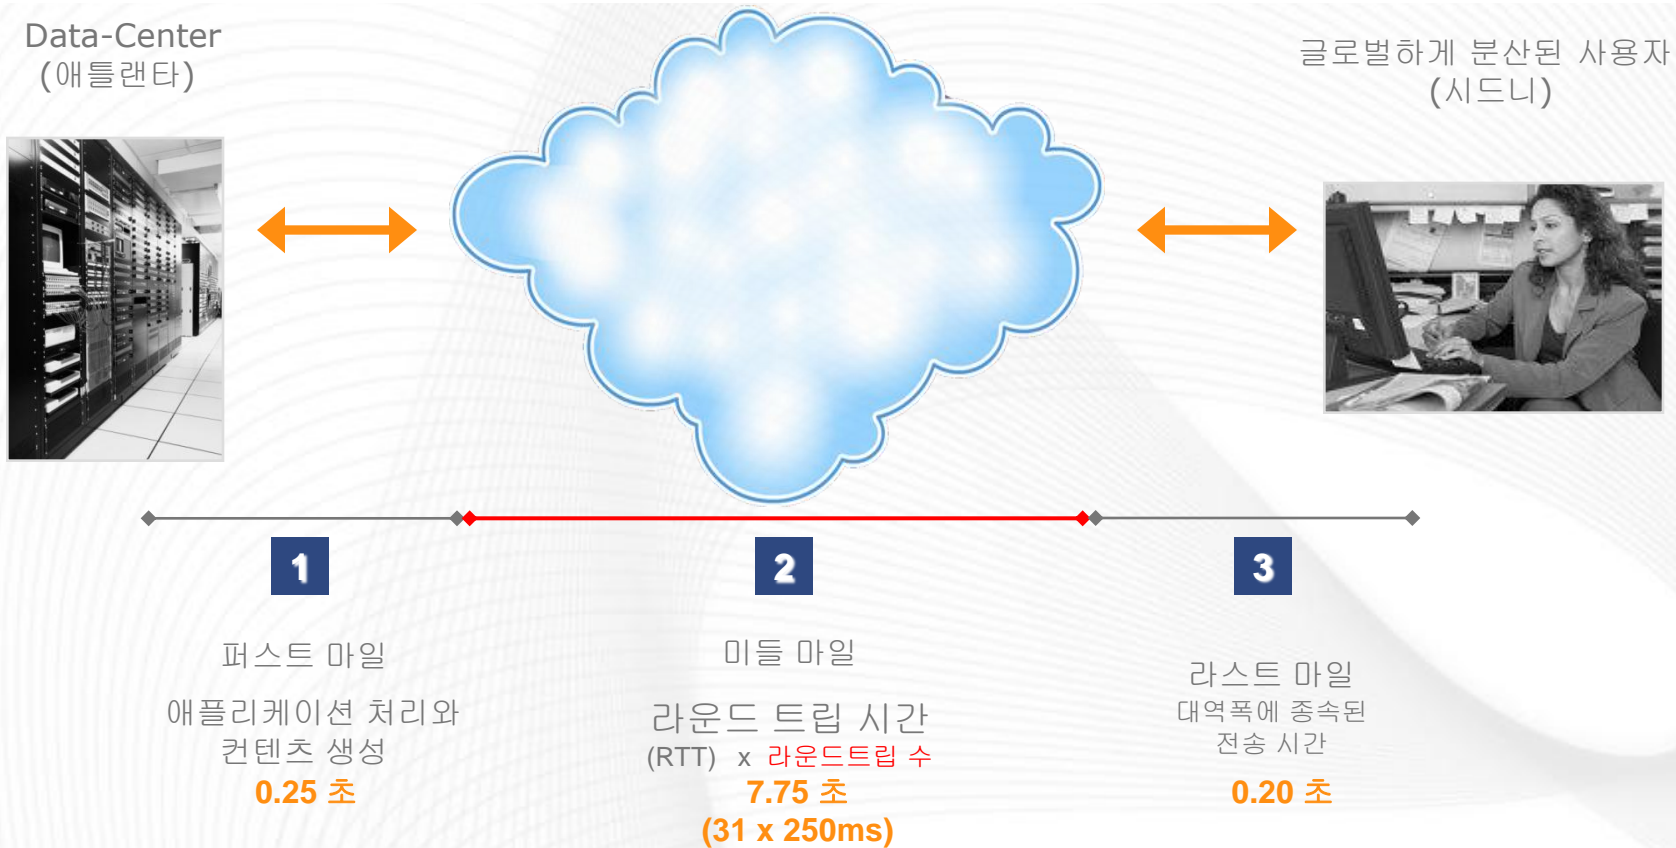 Data-Center
(애틀랜타)
글로벌하게 분산된 사용자
(시드니)
1
2
3
퍼스트 마일
애플리케이션 처리와
컨텐츠 생성
0.25 초
미들 마일
라운드 트립 시간
(RTT) x 라운드트립 수
7.75 초
(31 x 250ms)
라스트 마일
대역폭에 종속된
전송 시간
0.20 초